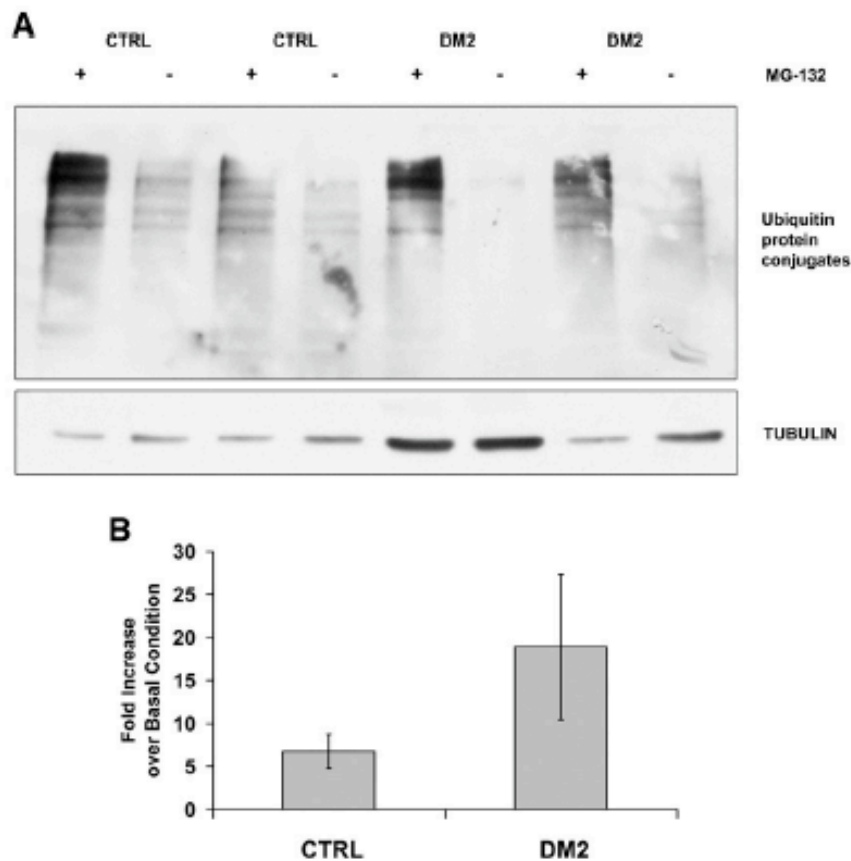 A
CTRL CTRL DM2 DM2
+ - + - + - + - MG-132
Ubiquitin
protein
conjugates
TUBULIN
B
30
25
20
15
10
5
0
Fold Increase
over Basal Condition
CTRL DM2